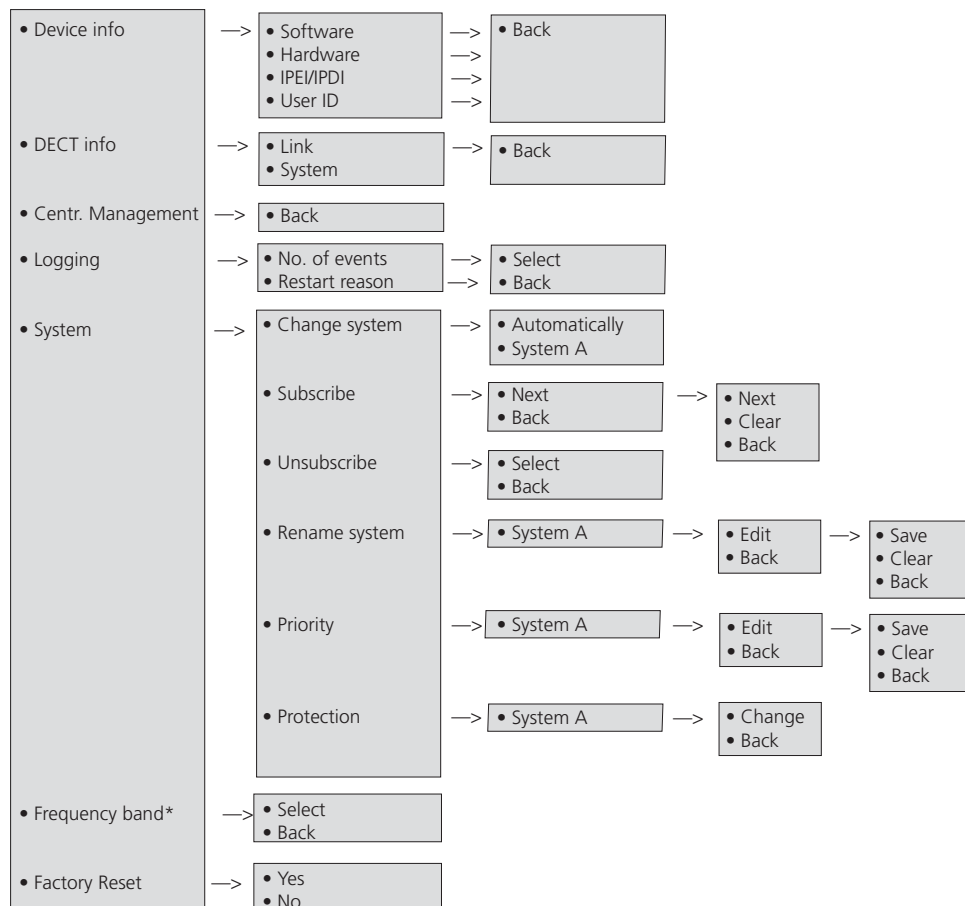 • Device info —> • Software —> • Back
• Hardware —>
• IPEI/IPDI —>
• User ID —>
• DECT info —> • Link —> • Back
• System
• Centr. Management —> • Back
• Logging —> • No. of events —> • Select
• Restart reason —> • Back
• System —> • Change system —> • Automatically
• System A
• Subscribe —> • Next —> • Next
• Back • Clear
• Back
• Unsubscribe —> • Select
• Back
• Rename system —> • System A —> • Edit —> • Save
• Back • Clear
• Back
• Priority —> • System A —> • Edit —> • Save
• Back • Clear
• Back
• Protection —> • System A —> • Change
• Back
• Frequency band* —> • Select
• Back
• Factory Reset —> • Yes
• No